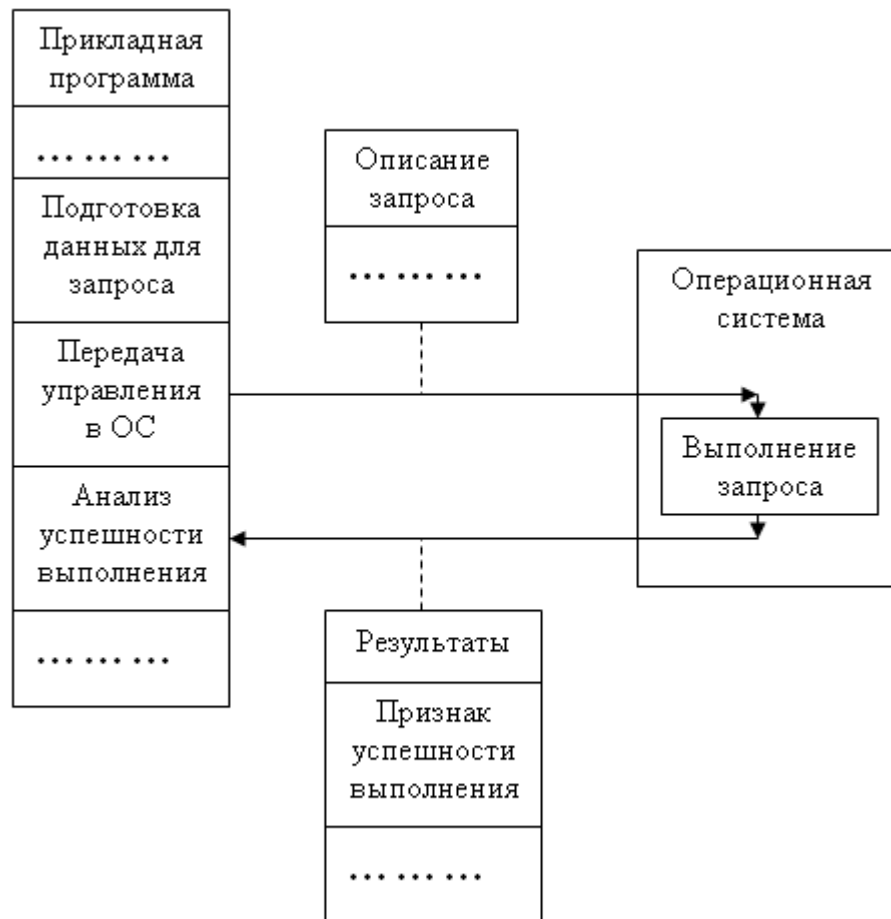 Прикладная
программа
... ... ...
Подготовка
данных для
запроса
Передача
управления
в ОС
Анализ
успешности
выполнения
... ... ...
Описание
запроса
... ... ...
Операционная
система
Выполнение
запроса
Результаты
Признак
успешности
выполнения
... ... ...